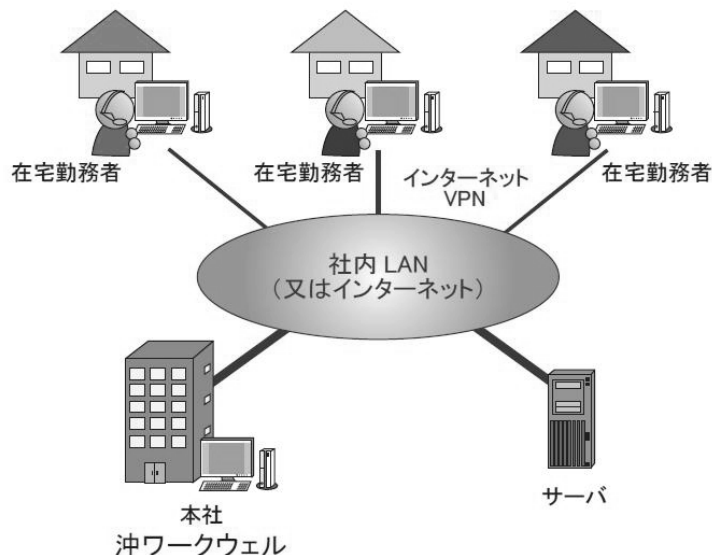 在宅勤務者
在宅勤務者
在宅勤務者
インターネット
VPN
社内 LAN
(又はインターネット)
本社
沖ワークウェル
サーバ